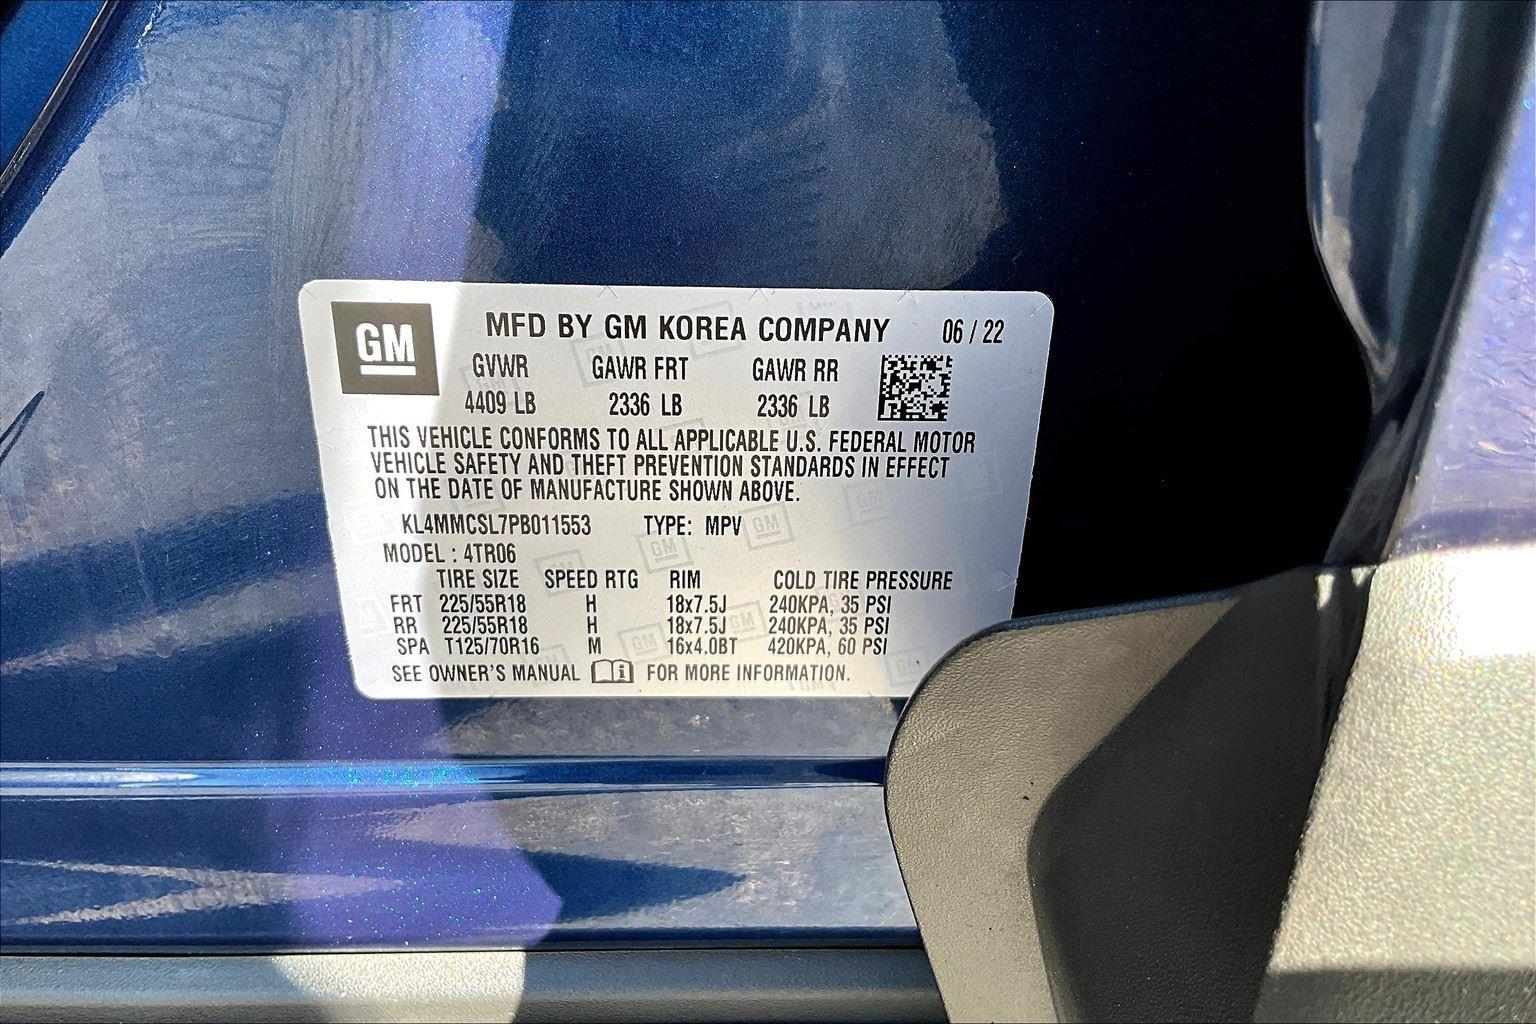 GM
MFD BY GM KOREA COMPANY 06 / 22
GVWR GAWR FRT GAWR RR
4409 LB 2336 LB 2336 LB
THIS VEHICLE CONFORMS TO ALL APPLICABLE U.S. FEDERAL MOTOR
VEHICLE SAFETY AND THEFT PREVENTION STANDARDS IN EFFECT
ON THE DATE OF MANUFACTURE SHOWN ABOVE.
KL4MMCSL7PB011553 TYPE: MPV
MODEL : 4TR06
TIRE SIZE SPEED RTG RIM COLD TIRE PRESSURE
FRT 225/55R18 H 18x7.5J 240KPA, 35 PSI
RR 225/55R18 H 18x7.5J 240KPA, 35 PSI
SPA T125/70R16 M 16x4.0BT 420KPA, 60 PSI
SEE OWNER'S MANUAL i FOR MORE INFORMATION.